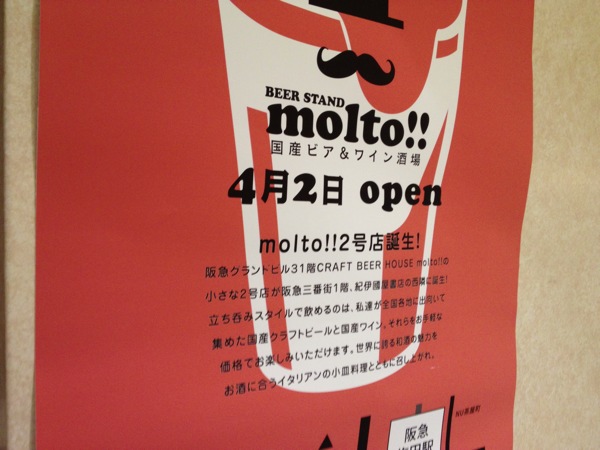 BEER STAND
molto!!
国産ビア&ワイン酒場
4月2日 open
molto!!2号店誕生!
阪急グランドビル31階CRAFT BEER HOUSE molto!!の
小さな2号店が阪急三番街1階、紀伊國屋書店の西隣に誕生!
立ち呑みスタイルで飲めるのは、私達が全国各地に出向いて
集めた国産クラフトビールと国産ワイン、それらをお手軽な
価格でお楽しみいただけます。世界に誇る和酒の魅力を
お酒に合うイタリアンの小皿料理とともに召し上がれ。
NU茶屋町
阪急
梅田駅